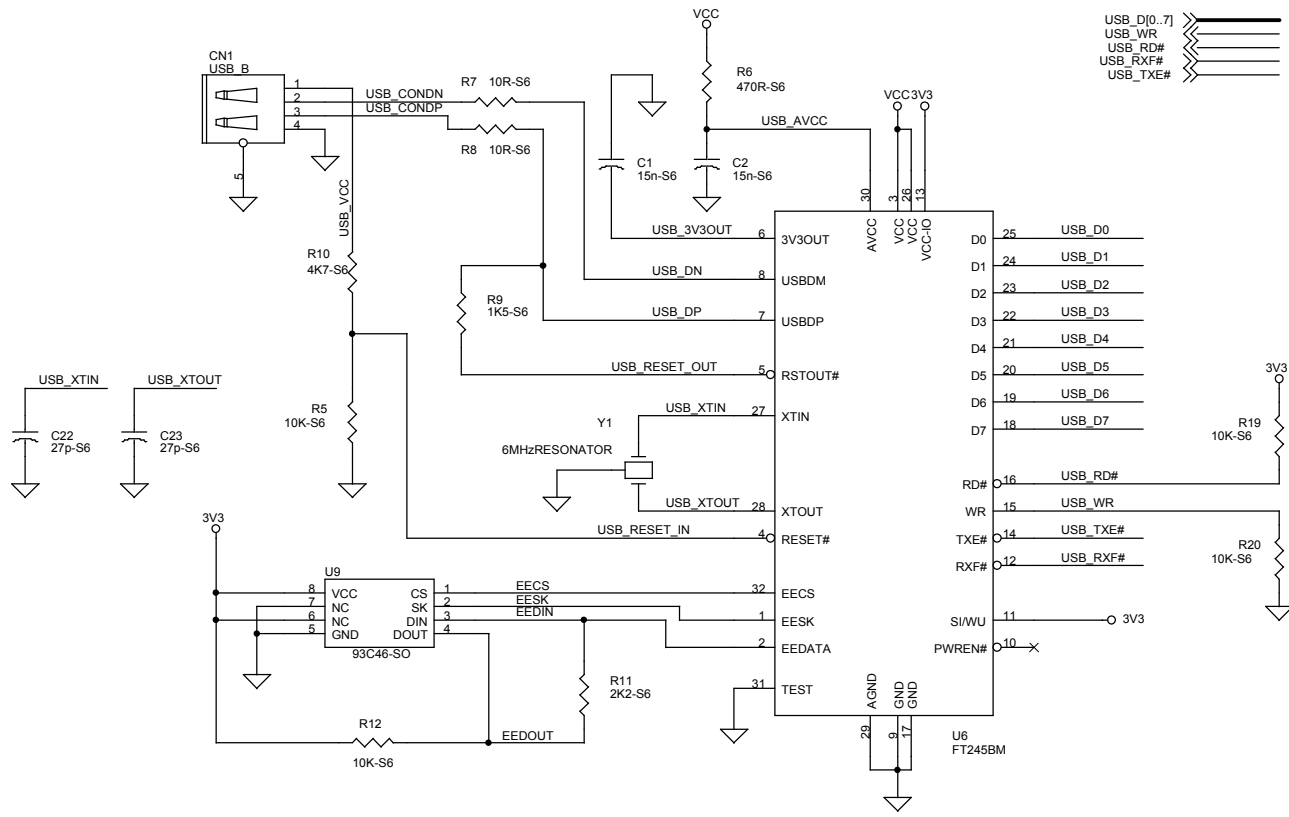 VCC
USB_D[0..7]
USB_WR
USB_RD#
USB_RXF#
USB_TXE#
CN1
USB_B
1
2
3
4
5
USB_CONDN
USB_CONDP
R7 10R-S6
R8 10R-S6
R6
470R-S6
VCC 3V3
USB_AVCC
C1
15n-S6
C2
15n-S6
USB_VCC
30
3
26
13
AVCC
VCC
VCC
VCC-IO
USB_3V3OUT 6 3V3OUT
D0 25 USB_D0
R10
4K7-S6
D1 24 USB_D1
USB_DN 8 USBDM
D2 23 USB_D2
R9
1K5-S6
USB_DP 7 USBDP
D3 22 USB_D3
D4 21 USB_D4
USB_RESET_OUT 5 RSTOUT#
D5 20 USB_D5
3V3
USB_XTIN
USB_XTOUT
D6 19 USB_D6
R5
10K-S6
USB_XTIN 27 XTIN
D7 18 USB_D7
R19
10K-S6
C22
27p-S6
C23
27p-S6
Y1
6MHzRESONATOR
RD# 16 USB_RD#
USB_XTOUT 28 XTOUT
WR 15 USB_WR
3V3
USB_RESET_IN 4 RESET#
TXE# 14 USB_TXE#
RXF# 12 USB_RXF#
R20
10K-S6
U9
8 VCC CS 1 EECS 32 EECS
7 NC SK 2 EESK 1 EESK
6 NC DIN 3 EEDIN 2 EEDATA
5 GND DOUT 4
93C46-SO
SI/WU 11 3V3
PWREN# 10
R11
2K2-S6
31 TEST
AGND
GND
GND
29
9
17
R12
10K-S6
EEDOUT
U6
FT245BM